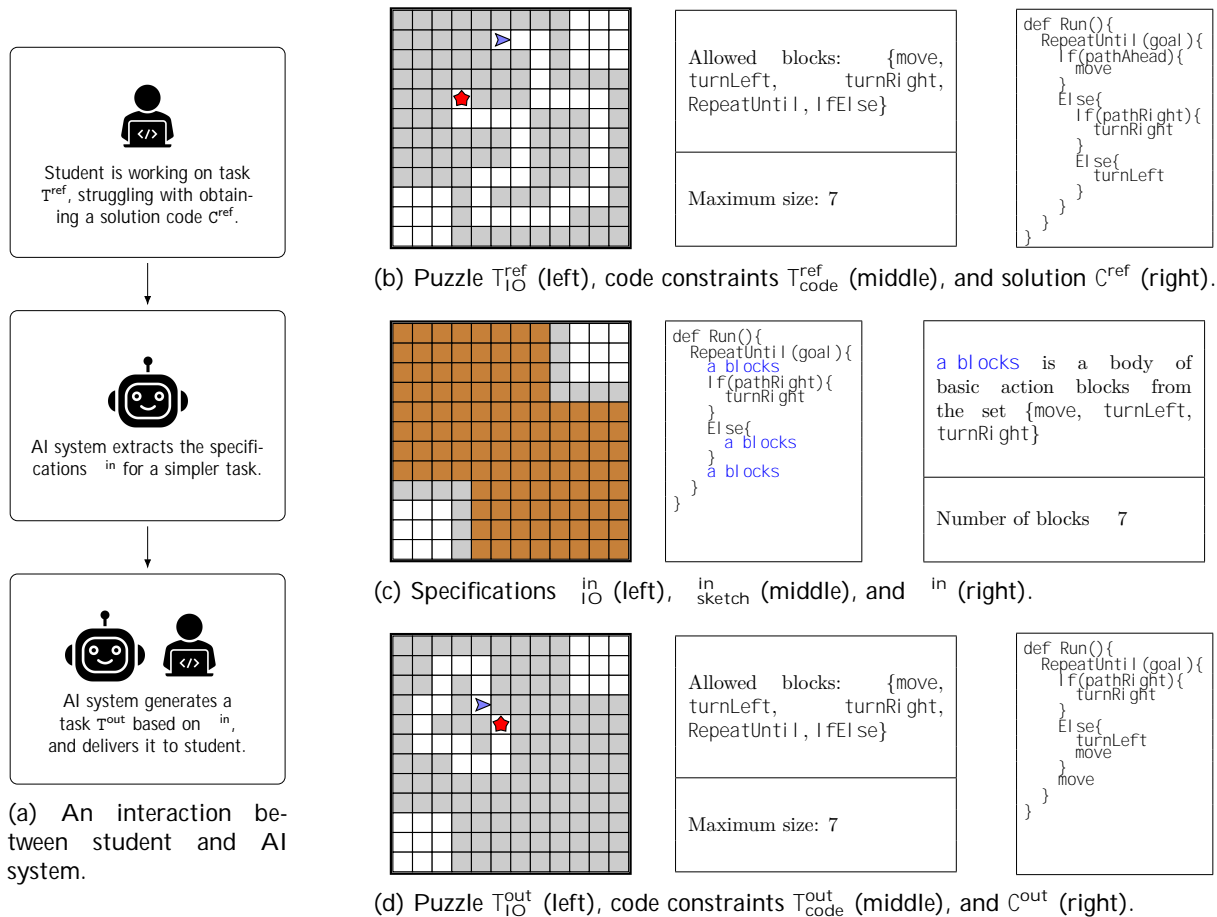 Student is working on task
T^ref, struggling with obtain-
ing a solution code C^ref.
AI system extracts the specifi-
cations ^in for a simpler task.
AI system generates a
task T^out based on ^in,
and delivers it to student.
(a) An interaction be-
tween student and AI
system.
Allowed blocks: {move,
turnLeft, turnRight,
RepeatUntil, IfElse}
Maximum size: 7
def Run(){
RepeatUntil(goal){
If(pathAhead){
move
}
Else{
If(pathRight){
turnRight
}
Else{
turnLeft
}
}
}
}
(b) Puzzle T^ref_IO (left), code constraints T^ref_code (middle), and solution C^ref (right).
def Run(){
RepeatUntil(goal){
a blocks
If(pathRight){
turnRight
}
Else{
a blocks
}
a blocks
}
}
a blocks is a body of
basic action blocks from
the set {move, turnLeft,
turnRight}
Number of blocks 7
(c) Specifications ^in_IO (left), ^in_sketch (middle), and ^in (right).
Allowed blocks: {move,
turnLeft, turnRight,
RepeatUntil, IfElse}
Maximum size: 7
def Run(){
RepeatUntil(goal){
If(pathRight){
turnRight
}
Else{
turnLeft
move
}
move
}
}
(d) Puzzle T^out_IO (left), code constraints T^out_code (middle), and C^out (right).